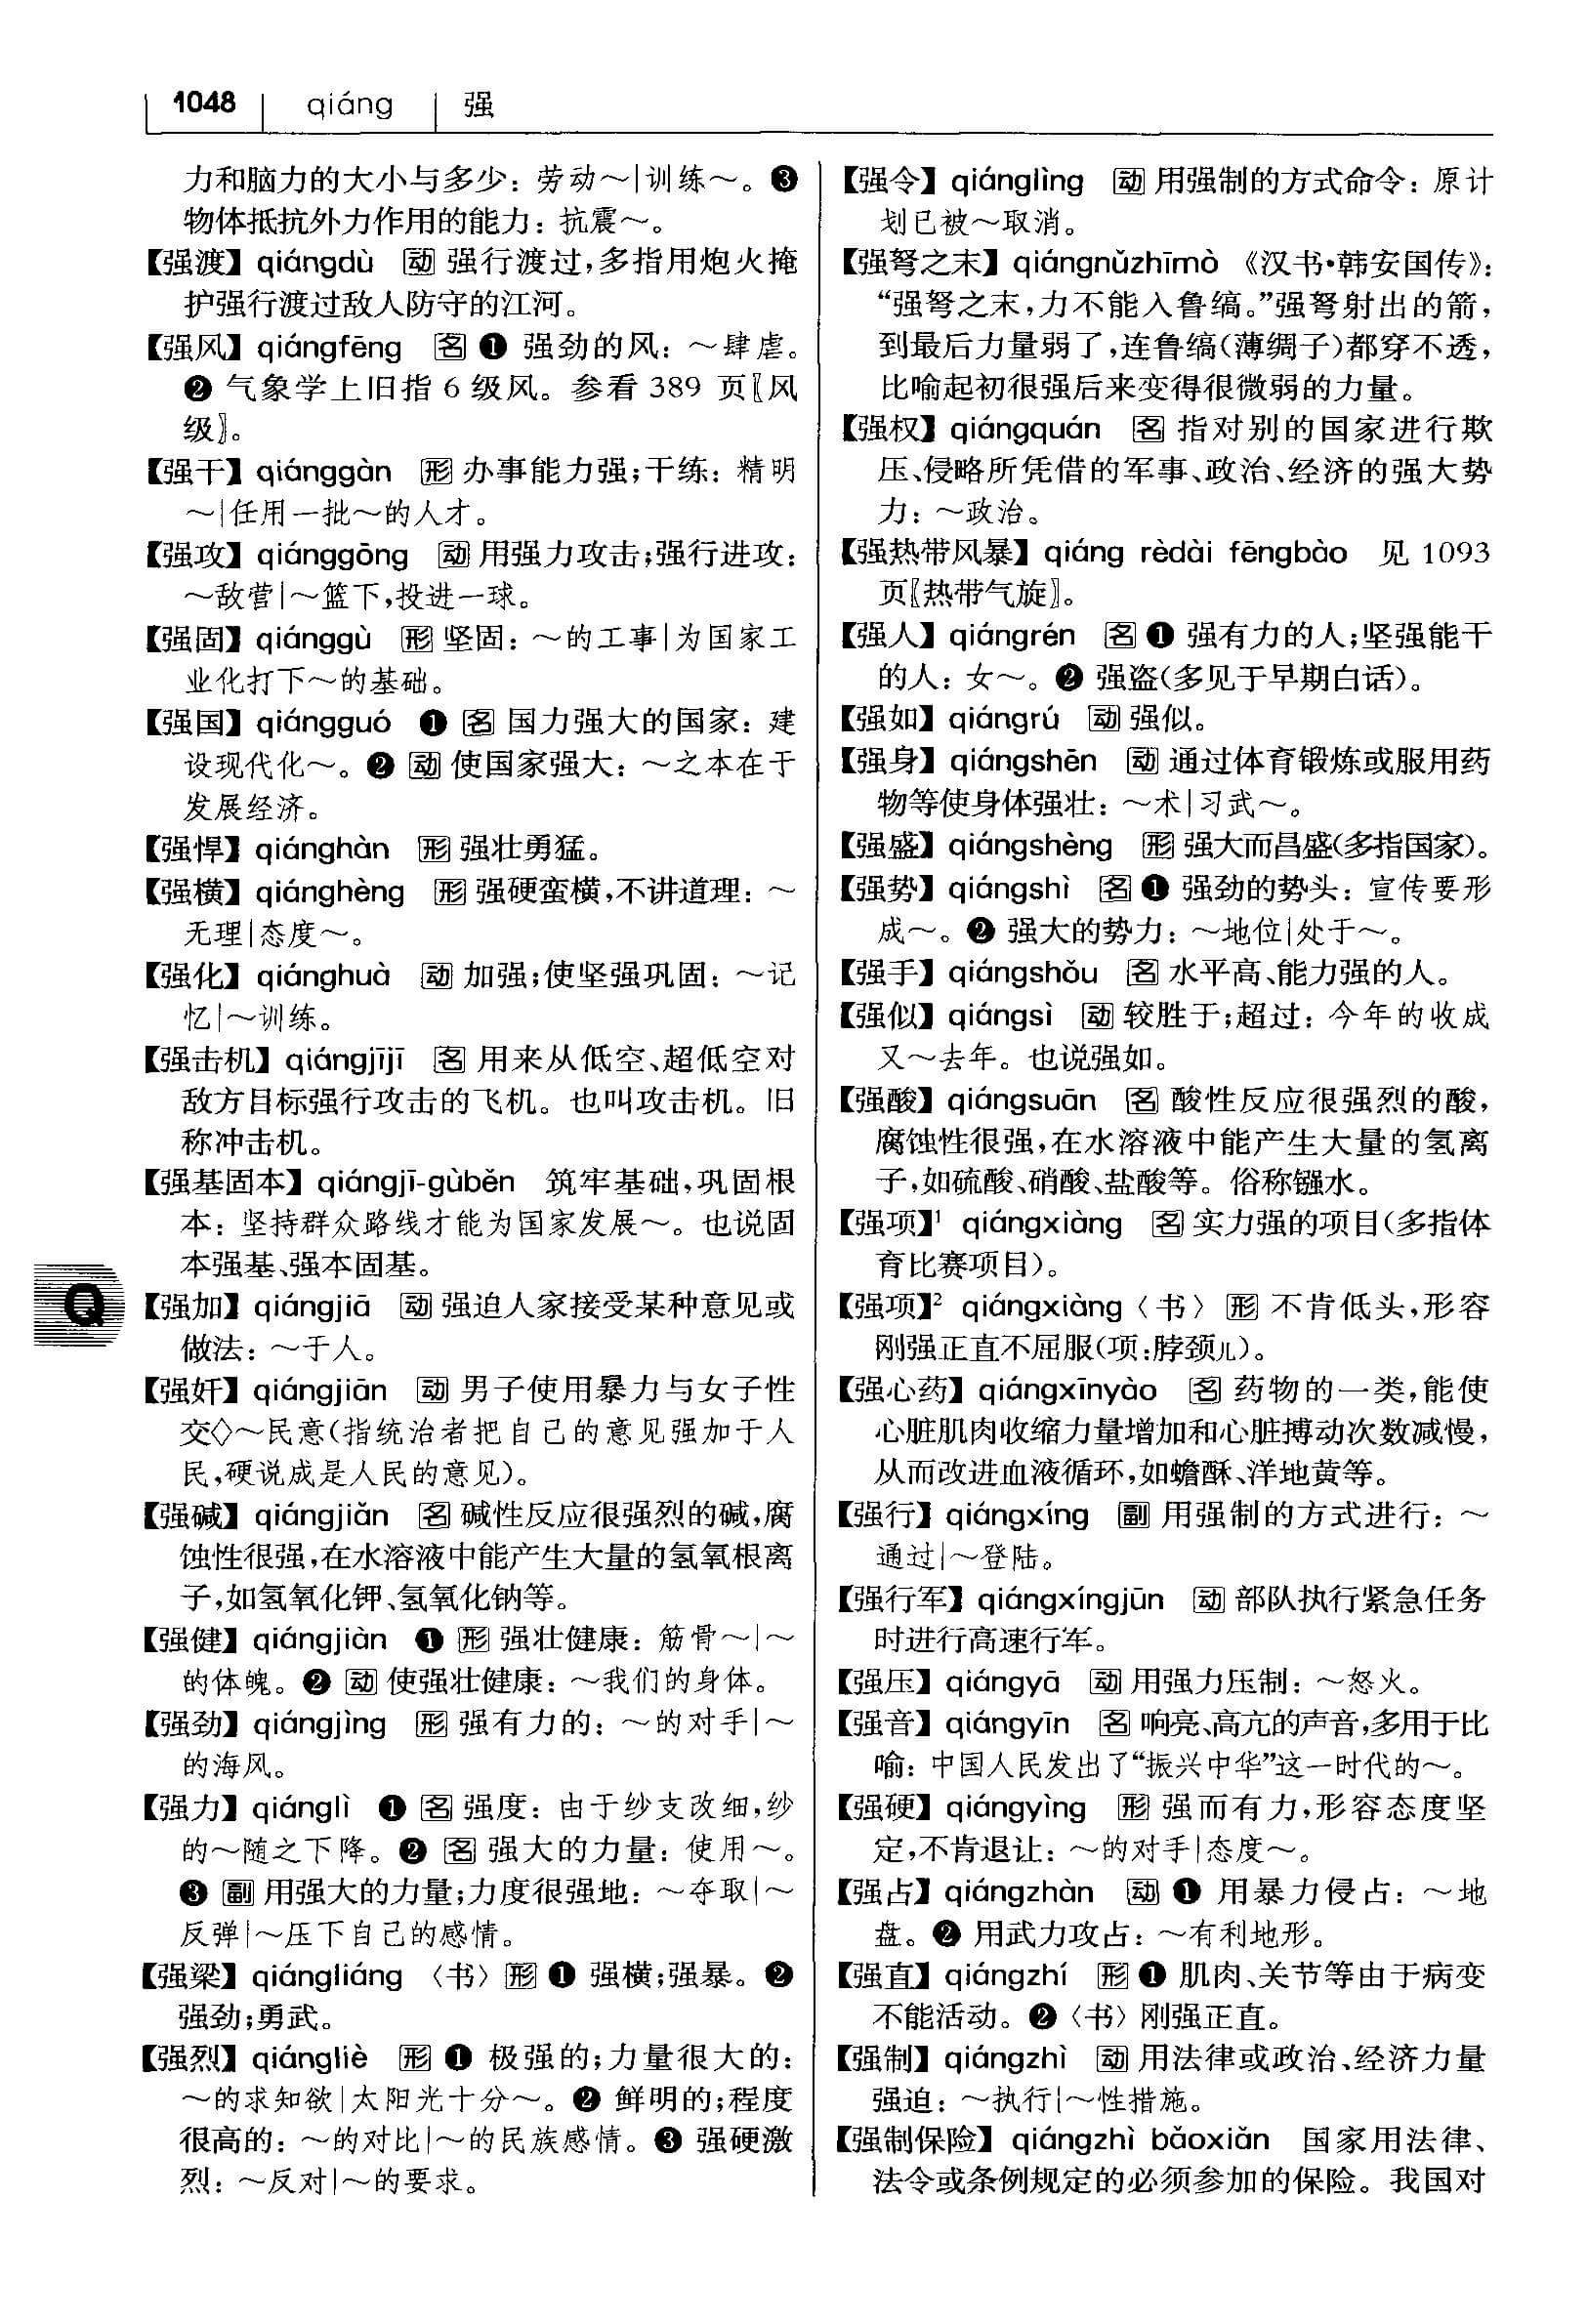 1048 qiáng 强
力和脑力的大小与多少：劳动～|训练～。❸
物体抵抗外力作用的能力：抗震～。
【强渡】qiángdù 动 强行渡过，多指用炮火掩
护强行渡过敌人防守的江河。
【强风】qiángfēng 名 ❶ 强劲的风：～肆虐。
❷ 气象学上旧指 6 级风。参看 389 页〖风
级〗。
【强干】qiánggàn 形 办事能力强；干练：精明
～|任用一批～的人才。
【强攻】qiánggōng 动 用强力攻击；强行进攻：
～敌营|～篮下，投进一球。
【强固】qiánggù 形 坚固：～的工事|为国家工
业化打下～的基础。
【强国】qiángguó ❶ 名 国力强大的国家：建
设现代化～。❷ 动 使国家强大：～之本在于
发展经济。
【强悍】qiánghàn 形 强壮勇猛。
【强横】qiánghèng 形 强硬蛮横，不讲道理：～
无理|态度～。
【强化】qiánghuà 动 加强；使坚强巩固：～记
忆|～训练。
【强击机】qiángjījī 名 用来从低空、超低空对
敌方目标强行攻击的飞机。也叫攻击机。旧
称冲击机。
【强基固本】qiángjī-gùběn 筑牢基础，巩固根
本：坚持群众路线才能为国家发展～。也说固
本强基、强本固基。
Q
【强加】qiángjiā 动 强迫人家接受某种意见或
做法：～于人。
【强奸】qiángjiān 动 男子使用暴力与女子性
交◇～民意（指统治者把自己的意见强加于人
民，硬说成是人民的意见）。
【强碱】qiángjiǎn 名 碱性反应很强烈的碱，腐
蚀性很强，在水溶液中能产生大量的氢氧根离
子，如氢氧化钾、氢氧化钠等。
【强健】qiángjiàn ❶ 形 强壮健康：筋骨～|～
的体魄。❷ 动 使强壮健康：～我们的身体。
【强劲】qiángjìng 形 强有力的：～的对手|～
的海风。
【强力】qiánglì ❶ 名 强度：由于纱支改细，纱
的～随之下降。❷ 名 强大的力量：使用～。
❸ 副 用强大的力量；力度很强地：～夺取|～
反弹|～压下自己的感情。
【强梁】qiángliáng 〈书〉形 ❶ 强横；强暴。❷
强劲；勇武。
【强烈】qiángliè 形 ❶ 极强的；力量很大的：
～的求知欲|太阳光十分～。❷ 鲜明的；程度
很高的：～的对比|～的民族感情。❸ 强硬激
烈：～反对|～的要求。
【强令】qiánglìng 动 用强制的方式命令：原计
划已被～取消。
【强弩之末】qiángnǔzhīmò 《汉书·韩安国传》：
“强弩之末，力不能入鲁缟。”强弩射出的箭，
到最后力量弱了，连鲁缟（薄绸子）都穿不透，
比喻起初很强后来变得很微弱的力量。
【强权】qiángquán 名 指对别的国家进行欺
压、侵略所凭借的军事、政治、经济的强大势
力：～政治。
【强热带风暴】qiáng rèdài fēngbào 见 1093
页〖热带气旋〗。
【强人】qiángrén 名 ❶ 强有力的人；坚强能干
的人：女～。❷ 强盗（多见于早期白话）。
【强如】qiángrú 动 强似。
【强身】qiángshēn 动 通过体育锻炼或服用药
物等使身体强壮：～术|习武～。
【强盛】qiángshèng 形 强大而昌盛（多指国家）。
【强势】qiángshì 名 ❶ 强劲的势头：宣传要形
成～。❷ 强大的势力：～地位|处于～。
【强手】qiángshǒu 名 水平高、能力强的人。
【强似】qiángsì 动 较胜于；超过：今年的收成
又～去年。也说强如。
【强酸】qiángsuān 名 酸性反应很强烈的酸，
腐蚀性很强，在水溶液中能产生大量的氢离
子，如硫酸、硝酸、盐酸等。俗称镪水。
【强项】¹ qiángxiàng 名 实力强的项目（多指体
育比赛项目）。
【强项】² qiángxiàng〈书〉形 不肯低头，形容
刚强正直不屈服（项：脖颈儿）。
【强心药】qiángxīnyào 名 药物的一类，能使
心脏肌肉收缩力量增加和心脏搏动次数减慢，
从而改进血液循环，如蟾酥、洋地黄等。
【强行】qiángxíng 副 用强制的方式进行：～
通过|～登陆。
【强行军】qiángxíngjūn 动 部队执行紧急任务
时进行高速行军。
【强压】qiángyā 动 用强力压制：～怒火。
【强音】qiángyīn 名 响亮、高亢的声音，多用于比
喻：中国人民发出了“振兴中华”这一时代的～。
【强硬】qiángyìng 形 强而有力，形容态度坚
定，不肯退让：～的对手|态度～。
【强占】qiángzhàn 动 ❶ 用暴力侵占：～地
盘。❷ 用武力攻占：～有利地形。
【强直】qiángzhí 形 ❶ 肌肉、关节等由于病变
不能活动。❷〈书〉刚强正直。
【强制】qiángzhì 动 用法律或政治、经济力量
强迫：～执行|～性措施。
【强制保险】qiángzhì bǎoxiǎn 国家用法律、
法令或条例规定的必须参加的保险。我国对